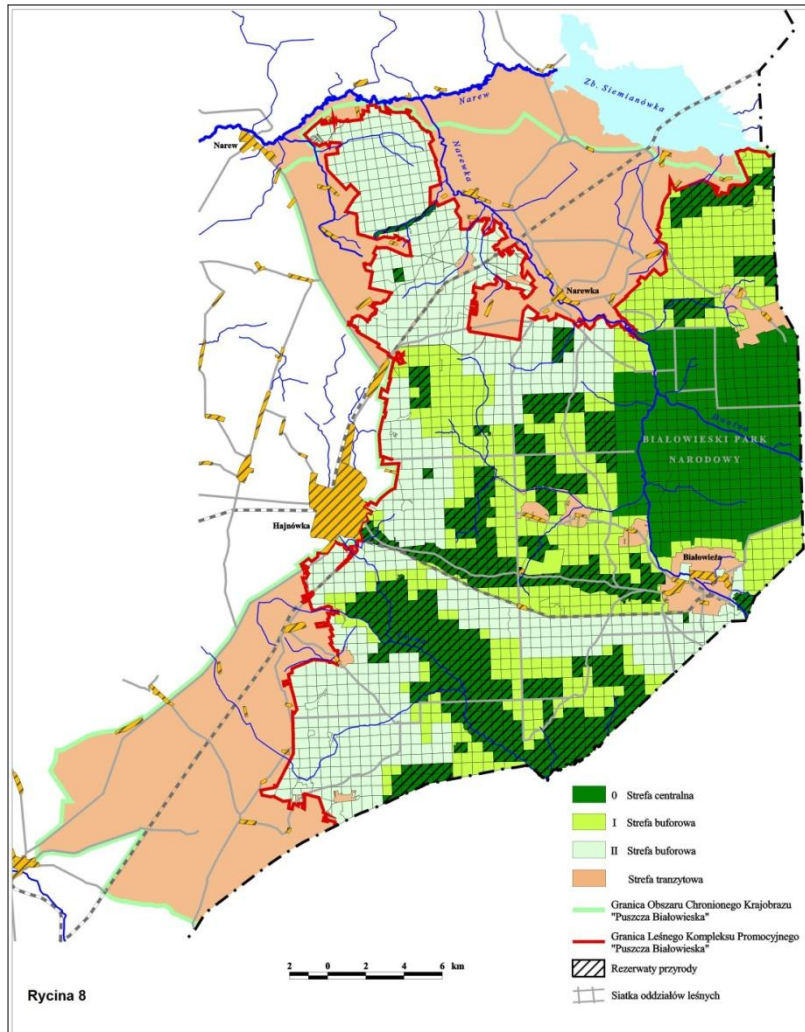 Zb. Siemianówka
Narew
Narew
Narewka
Narewka
BIAŁOWIESKI PARK
NARODOWY
Hajnówka
Białowieża
0 Strefa centralna
I Strefa buforowa
II Strefa buforowa
Strefa tranzytowa
Granica Obszaru Chronionego Krajobrazu
"Puszcza Białowieska"
Granica Leśnego Kompleksu Promocyjnego
"Puszcza Białowieska"
Rezerwaty przyrody
Siatka oddziałów leśnych
2 0 2 4 6 km
Rycina 8